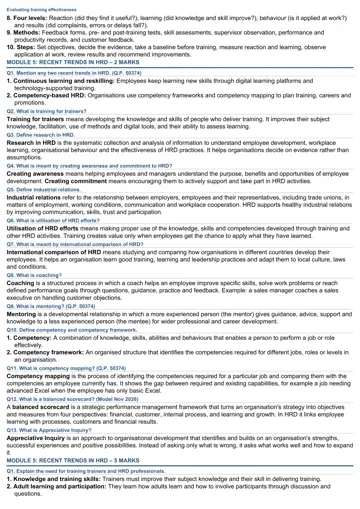 Evaluating training effectiveness
8. Four levels: Reaction (did they find it useful?), learning (did knowledge and skill improve?), behaviour (is it applied at work?)
and results (did complaints, errors or delays fall?).
9. Methods: Feedback forms, pre- and post-training tests, skill assessments, supervisor observation, performance and
productivity records, and customer feedback.
10. Steps: Set objectives, decide the evidence, take a baseline before training, measure reaction and learning, observe
application at work, review results and recommend improvements.
MODULE 5: RECENT TRENDS IN HRD – 2 MARKS
Q1. Mention any two recent trends in HRD. (Q.P. 50374)
1. Continuous learning and reskilling: Employees keep learning new skills through digital learning platforms and
technology-supported training.
2. Competency-based HRD: Organisations use competency frameworks and competency mapping to plan training, careers and
promotions.
Q2. What is training for trainers?
Training for trainers means developing the knowledge and skills of people who deliver training. It improves their subject
knowledge, facilitation, use of methods and digital tools, and their ability to assess learning.
Q3. Define research in HRD.
Research in HRD is the systematic collection and analysis of information to understand employee development, workplace
learning, organisational behaviour and the effectiveness of HRD practices. It helps organisations decide on evidence rather than
assumptions.
Q4. What is meant by creating awareness and commitment to HRD?
Creating awareness means helping employees and managers understand the purpose, benefits and opportunities of employee
development. Creating commitment means encouraging them to actively support and take part in HRD activities.
Q5. Define industrial relations.
Industrial relations refer to the relationship between employers, employees and their representatives, including trade unions, in
matters of employment, working conditions, communication and workplace cooperation. HRD supports healthy industrial relations
by improving communication, skills, trust and participation.
Q6. What is utilisation of HRD efforts?
Utilisation of HRD efforts means making proper use of the knowledge, skills and competencies developed through training and
other HRD activities. Training creates value only when employees get the chance to apply what they have learned.
Q7. What is meant by international comparison of HRD?
International comparison of HRD means studying and comparing how organisations in different countries develop their
employees. It helps an organisation learn good training, learning and leadership practices and adapt them to local culture, laws
and conditions.
Q8. What is coaching?
Coaching is a structured process in which a coach helps an employee improve specific skills, solve work problems or reach
defined performance goals through questions, guidance, practice and feedback. Example: a sales manager coaches a sales
executive on handling customer objections.
Q9. What is mentoring? (Q.P. 50374)
Mentoring is a developmental relationship in which a more experienced person (the mentor) gives guidance, advice, support and
knowledge to a less experienced person (the mentee) for wider professional and career development.
Q10. Define competency and competency framework.
1. Competency: A combination of knowledge, skills, abilities and behaviours that enables a person to perform a job or role
effectively.
2. Competency framework: An organised structure that identifies the competencies required for different jobs, roles or levels in
an organisation.
Q11. What is competency mapping? (Q.P. 50374)
Competency mapping is the process of identifying the competencies required for a particular job and comparing them with the
competencies an employee currently has. It shows the gap between required and existing capabilities, for example a job needing
advanced Excel when the employee has only basic Excel.
Q12. What is a balanced scorecard? (Model Nov 2026)
A balanced scorecard is a strategic performance management framework that turns an organisation's strategy into objectives
and measures from four perspectives: financial, customer, internal process, and learning and growth. In HRD it links employee
learning with processes, customers and financial results.
Q13. What is Appreciative Inquiry?
Appreciative Inquiry is an approach to organisational development that identifies and builds on an organisation's strengths,
successful experiences and positive possibilities. Instead of asking only what is wrong, it asks what works well and how to expand
it.
MODULE 5: RECENT TRENDS IN HRD – 5 MARKS
Q1. Explain the need for training trainers and HRD professionals.
1. Knowledge and training skills: Trainers must improve their subject knowledge and their skill in delivering training.
2. Adult learning and participation: They learn how adults learn and how to involve participants through discussion and
questions.